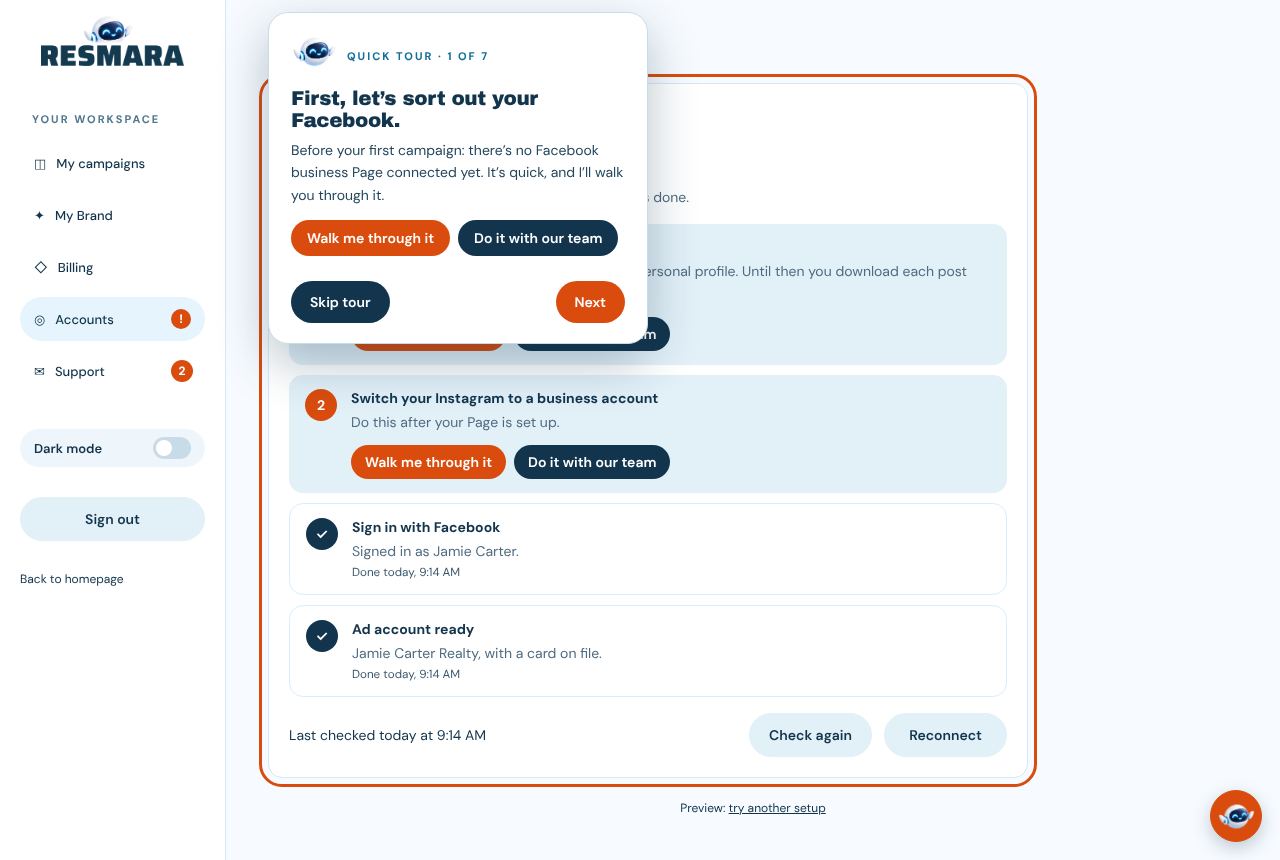 RESMARA
YOUR WORKSPACE
My campaigns
My Brand
Billing
Accounts
!
Support
2
Dark mode
Sign out
Back to homepage
QUICK TOUR · 1 OF 7
First, let’s sort out your
Facebook.
Before your first campaign: there’s no Facebook
business Page connected yet. It’s quick, and I’ll walk
you through it.
Walk me through it
Do it with our team
Skip tour
Next
done.
personal profile. Until then you download each post
2
Switch your Instagram to a business account
Do this after your Page is set up.
Walk me through it
Do it with our team
Sign in with Facebook
Signed in as Jamie Carter.
Done today, 9:14 AM
Ad account ready
Jamie Carter Realty, with a card on file.
Done today, 9:14 AM
Last checked today at 9:14 AM
Check again
Reconnect
Preview: try another setup